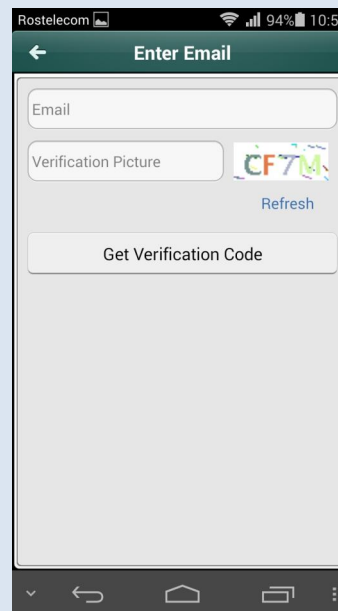 Rostelecom 94% 10:5
Enter Email
Email
Verification Picture CF7M
Refresh
Get Verification Code